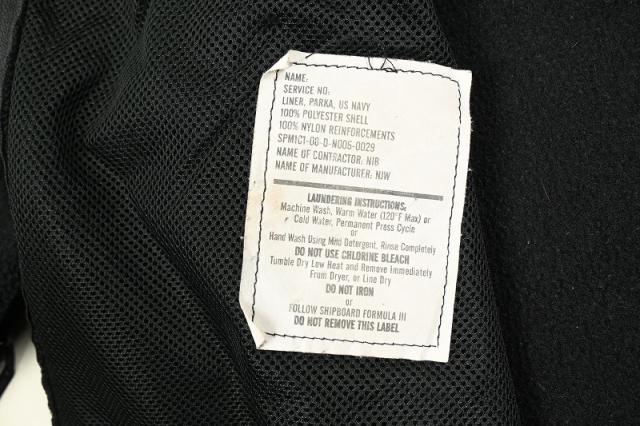 NAME:
SERVICE NO:
LINER, PARKA, US NAVY
100% POLYESTER SHELL
100% NYLON REINFORCEMENTS
SPM1C1-00-D-N005-0029
NAME OF CONTRACTOR: NIB
NAME OF MANUFACTURER: NJW
LAUNDERING INSTRUCTIONS:
Machine Wash, Warm Water (120°F Max) or
Cold Water, Permanent Press Cycle
or
Hand Wash Using Mild Detergent, Rinse Completely
DO NOT USE CHLORINE BLEACH
Tumble Dry Low Heat and Remove Immediately
From Dryer, or Line Dry
DO NOT IRON
or
FOLLOW SHIPBOARD FORMULA III
DO NOT REMOVE THIS LABEL